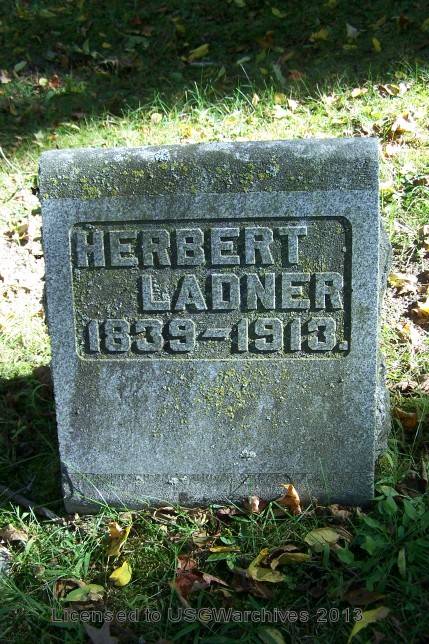 HERBERT
LADNER
1839-1913.
Licensed to USGWarchives 2013